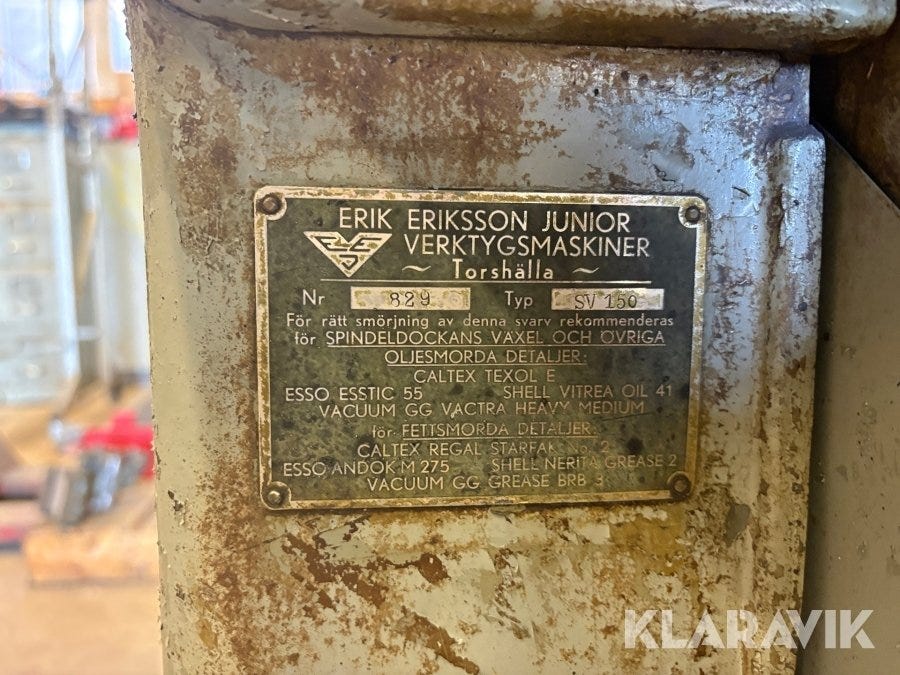 ERIK ERIKSSON JUNIOR
VERKTYGSMASKINER
~ Torshälla ~
Nr 829 Typ SV 150
För rätt smörjning av denna svarv rekommenderas
för SPINDELDOCKANS VÄXEL OCH ÖVRIGA
OLJESMORDA DETALJER:
CALTEX TEXOL E
ESSO ESSTIC 55 SHELL VITREA OIL 41
VACUUM GG VACTRA HEAVY MEDIUM
för FETTSMORDA DETALJER:
CALTEX REGAL STARFAK No. 2
ESSO ANDOK M 275 SHELL NERITA GREASE 2
VACUUM GG GREASE BRB 3
KLARAVIK